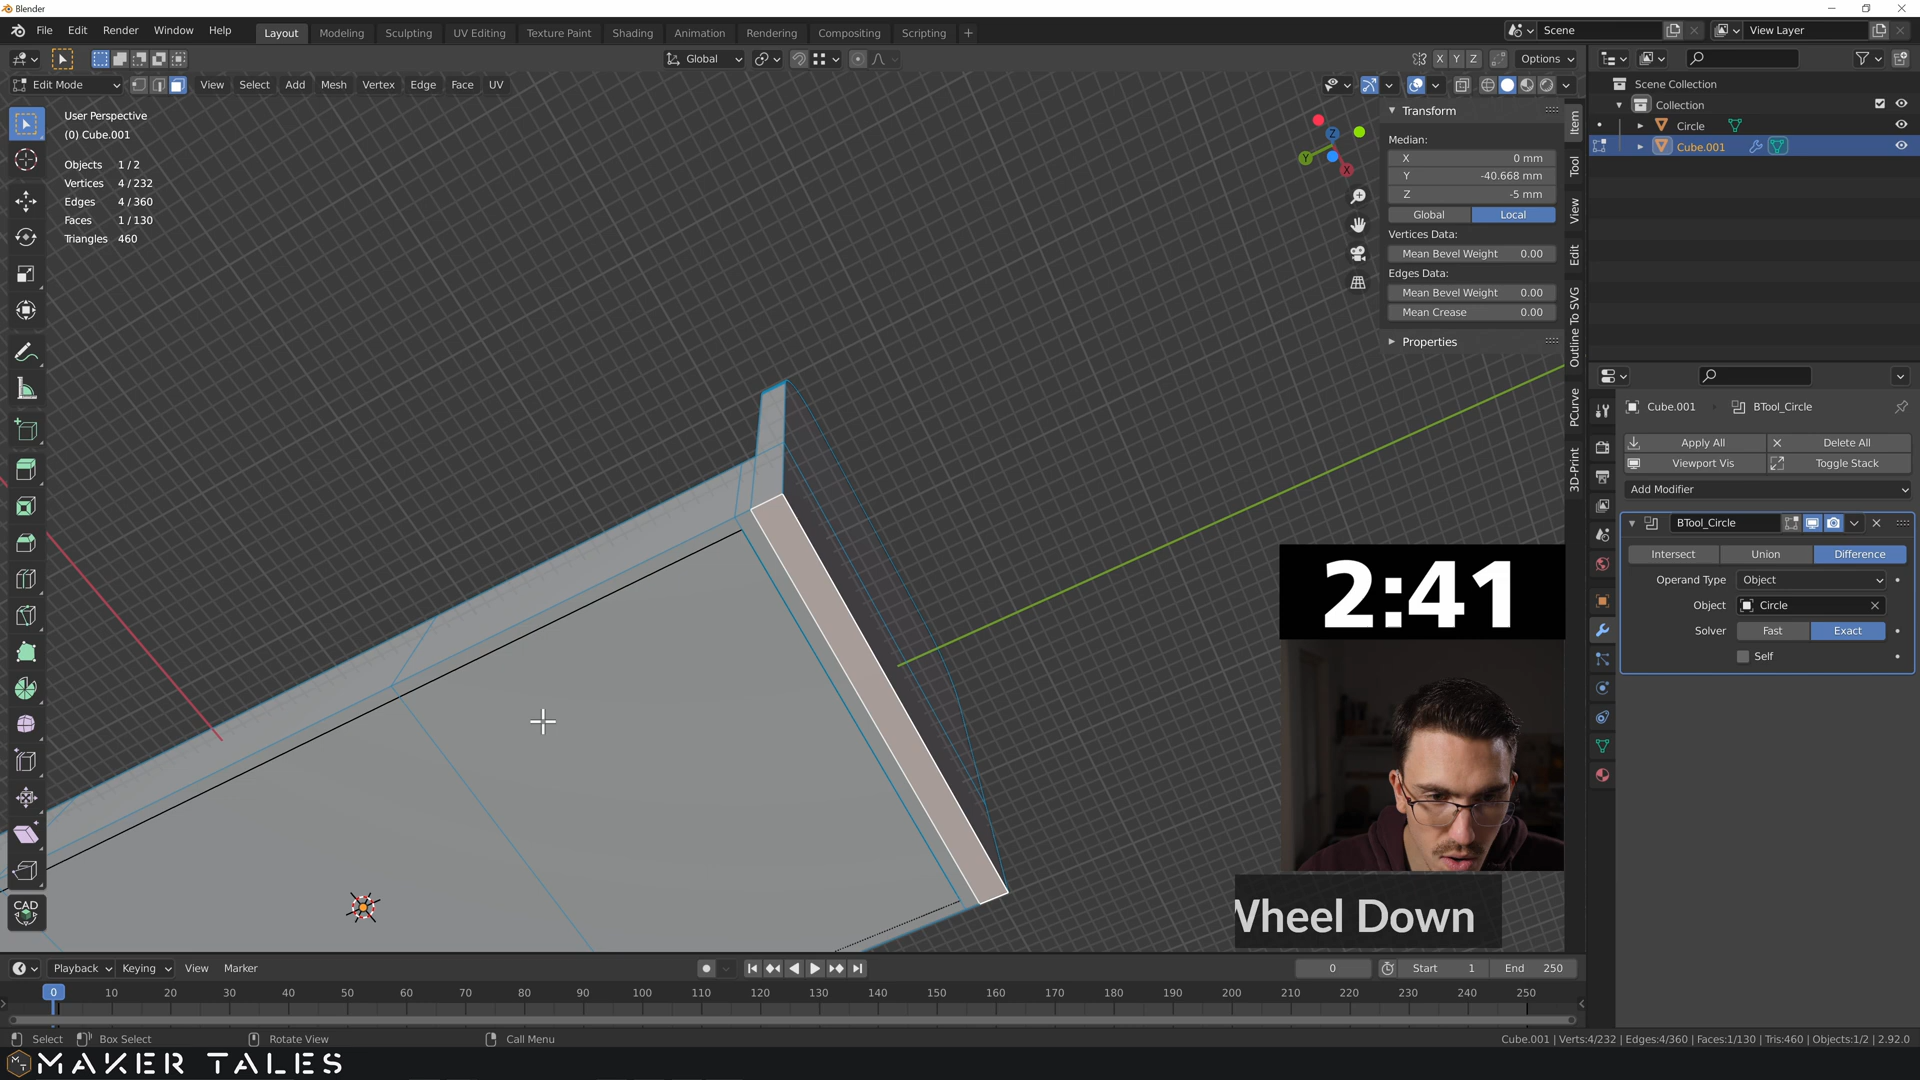 Blender
File Edit Render Window Help Layout Modeling Sculpting UV Editing Texture Paint Shading Animation Rendering Compositing Scripting + Scene View Layer
Global X Y Z Options
Edit Mode View Select Add Mesh Vertex Edge Face UV
User Perspective
(0) Cube.001
Objects 1 / 2
Vertices 4 / 232
Edges 4 / 360
Faces 1 / 130
Triangles 460
CAD
Z
Y
X
Transform
Median:
X 0 mm
Y -40.668 mm
Z -5 mm
Global Local
Vertices Data:
Mean Bevel Weight 0.00
Edges Data:
Mean Bevel Weight 0.00
Mean Crease 0.00
Properties
Item
Tool
View
Edit
Outline To SVG
PCurve
3D-Print
Scene Collection
Collection
Circle
Cube.001
Cube.001 BTool_Circle
Apply All Delete All
Viewport Vis Toggle Stack
Add Modifier
BTool_Circle
Intersect Union Difference
Operand Type Object
Object Circle
Solver Fast Exact
Self
2:41
Wheel Down
Playback Keying View Marker 0 Start 1 End 250
0 10 20 30 40 50 60 70 80 90 100 110 120 130 140 150 160 170 180 190 200 210 220 230 240 250
Select Box Select Rotate View Call Menu Cube.001 | Verts:4/232 | Edges:4/360 | Faces:1/130 | Tris:460 | Objects:1/2 | 2.92.0
MAKER TALES